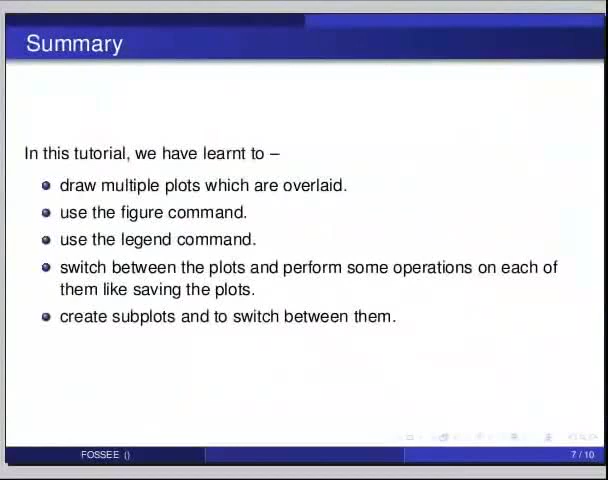 Summary
In this tutorial, we have learnt to –
draw multiple plots which are overlaid.
use the figure command.
use the legend command.
switch between the plots and perform some operations on each of
them like saving the plots.
create subplots and to switch between them.
FOSSEE ()
7 / 10